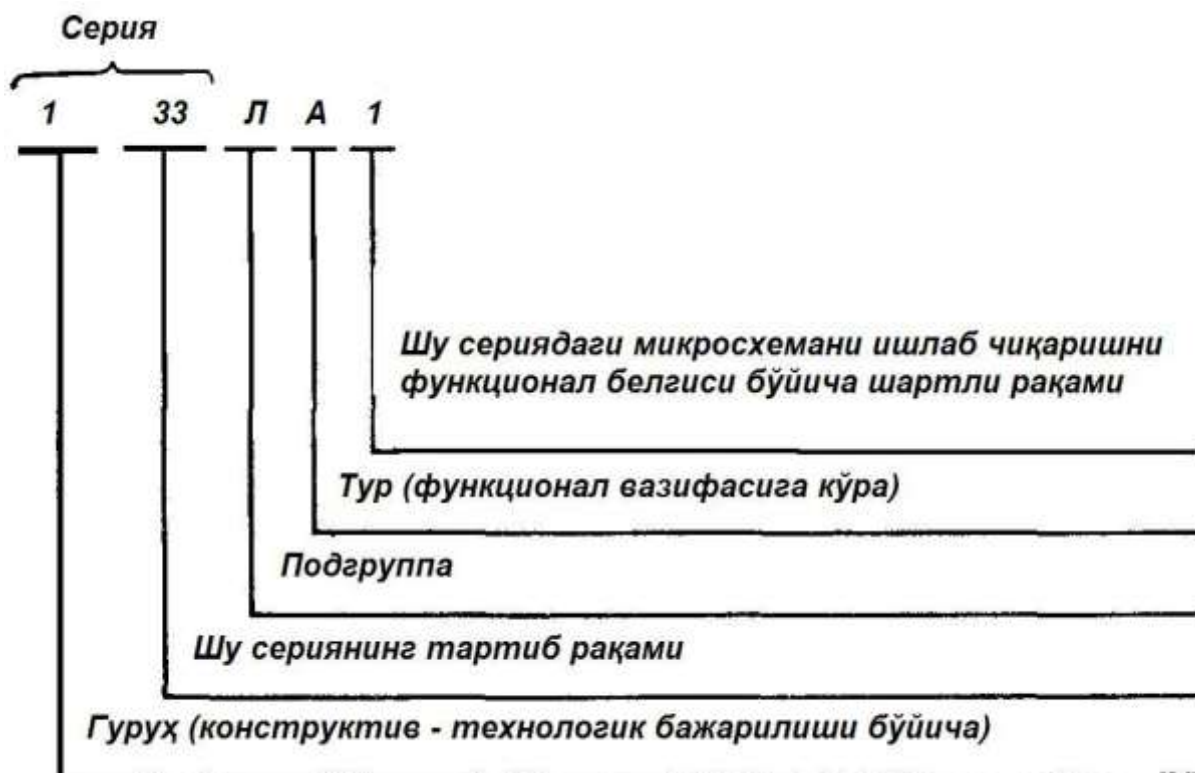 Серия
1 33 Л А 1
Шу сериядаги микросхемани ишлаб чиқаришни
функционал белгиси бўйича шартли рақами
Тур (функционал вазифасига кўра)
Подгруппа
Шу сериянинг тартиб рақами
Гуруҳ (конструктив - технологик бажарилиши бўйича)